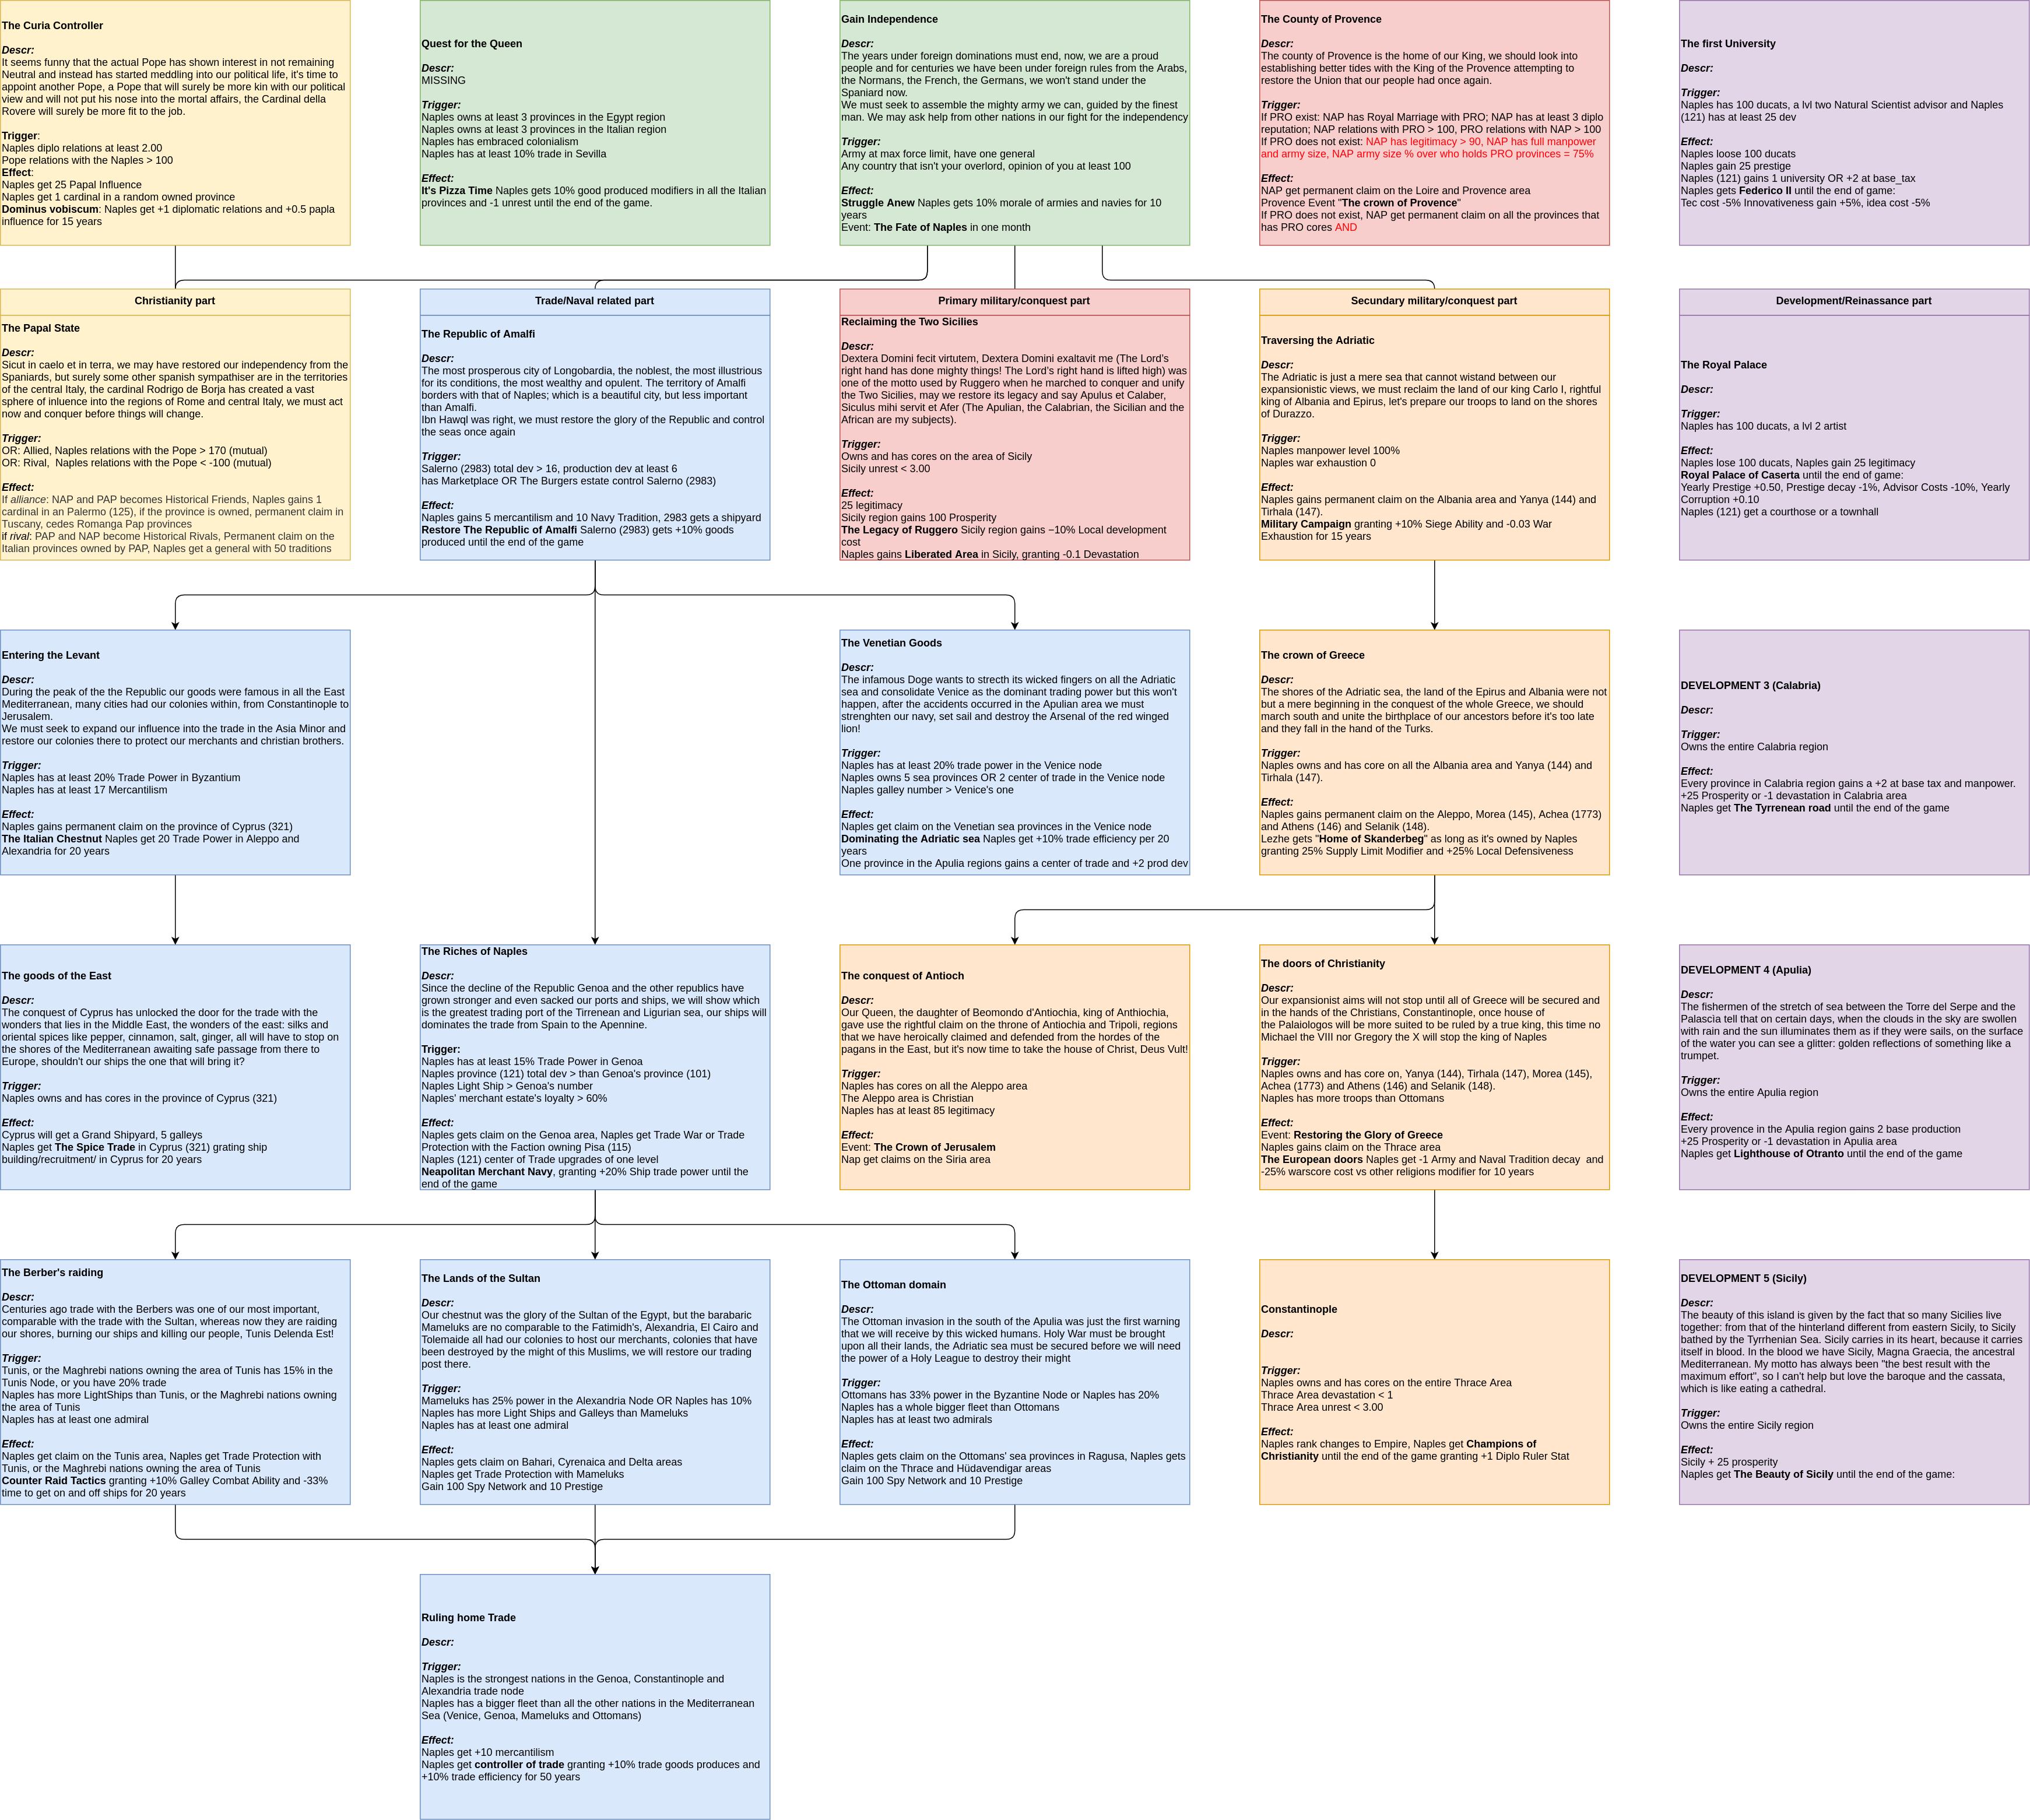 The Curia Controller
Descr:
It seems funny that the actual Pope has shown interest in not remaining
Neutral and instead has started meddling into our political life, it's time to
appoint another Pope, a Pope that will surely be more kin with our political
view and will not put his nose into the mortal affairs, the Cardinal della
Rovere will surely be more fit to the job.
Trigger:
Naples diplo relations at least 2.00
Pope relations with the Naples > 100
Effect:
Naples get 25 Papal Influence
Naples get 1 cardinal in a random owned province
Dominus vobiscum: Naples get +1 diplomatic relations and +0.5 papla
influence for 15 years
Quest for the Queen
Descr:
MISSING
Trigger:
Naples owns at least 3 provinces in the Egypt region
Naples owns at least 3 provinces in the Italian region
Naples has embraced colonialism
Naples has at least 10% trade in Sevilla
Effect:
It's Pizza Time Naples gets 10% good produced modifiers in all the Italian
provinces and -1 unrest until the end of the game.
Gain Independence
Descr:
The years under foreign dominations must end, now, we are a proud
people and for centuries we have been under foreign rules from the Arabs,
the Normans, the French, the Germans, we won't stand under the
Spaniard now.
We must seek to assemble the mighty army we can, guided by the finest
man. We may ask help from other nations in our fight for the independency
Trigger:
Army at max force limit, have one general
Any country that isn't your overlord, opinion of you at least 100
Effect:
Struggle Anew Naples gets 10% morale of armies and navies for 10
years
Event: The Fate of Naples in one month
The County of Provence
Descr:
The county of Provence is the home of our King, we should look into
establishing better tides with the King of the Provence attempting to
restore the Union that our people had once again.
Trigger:
If PRO exist: NAP has Royal Marriage with PRO; NAP has at least 3 diplo
reputation; NAP relations with PRO > 100, PRO relations with NAP > 100
If PRO does not exist: NAP has legitimacy > 90, NAP has full manpower
and army size, NAP army size % over who holds PRO provinces = 75%
Effect:
NAP get permanent claim on the Loire and Provence area
Provence Event "The crown of Provence"
If PRO does not exist, NAP get permanent claim on all the provinces that
has PRO cores AND
The first University
Descr:
Trigger:
Naples has 100 ducats, a lvl two Natural Scientist advisor and Naples
(121) has at least 25 dev
Effect:
Naples loose 100 ducats
Naples gain 25 prestige
Naples (121) gains 1 university OR +2 at base_tax
Naples gets Federico II until the end of game:
Tec cost -5% Innovativeness gain +5%, idea cost -5%
Christianity part
The Papal State
Descr:
Sicut in caelo et in terra, we may have restored our independency from the
Spaniards, but surely some other spanish sympathiser are in the territories
of the central Italy, the cardinal Rodrigo de Borja has created a vast
sphere of inluence into the regions of Rome and central Italy, we must act
now and conquer before things will change.
Trigger:
OR: Allied, Naples relations with the Pope > 170 (mutual)
OR: Rival,  Naples relations with the Pope < -100 (mutual)
Effect:
If alliance: NAP and PAP becomes Historical Friends, Naples gains 1
cardinal in an Palermo (125), if the province is owned, permanent claim in
Tuscany, cedes Romanga Pap provinces
if rival: PAP and NAP become Historical Rivals, Permanent claim on the
Italian provinces owned by PAP, Naples get a general with 50 traditions
Trade/Naval related part
The Republic of Amalfi
Descr:
The most prosperous city of Longobardia, the noblest, the most illustrious
for its conditions, the most wealthy and opulent. The territory of Amalfi
borders with that of Naples; which is a beautiful city, but less important
than Amalfi.
Ibn Hawql was right, we must restore the glory of the Republic and control
the seas once again
Trigger:
Salerno (2983) total dev > 16, production dev at least 6
has Marketplace OR The Burgers estate control Salerno (2983)
Effect:
Naples gains 5 mercantilism and 10 Navy Tradition, 2983 gets a shipyard
Restore The Republic of Amalfi Salerno (2983) gets +10% goods
produced until the end of the game
Primary military/conquest part
Reclaiming the Two Sicilies
Descr:
Dextera Domini fecit virtutem, Dextera Domini exaltavit me (The Lord's
right hand has done mighty things! The Lord's right hand is lifted high) was
one of the motto used by Ruggero when he marched to conquer and unify
the Two Sicilies, may we restore its legacy and say Apulus et Calaber,
Siculus mihi servit et Afer (The Apulian, the Calabrian, the Sicilian and the
African are my subjects).
Trigger:
Owns and has cores on the area of Sicily
Sicily unrest < 3.00
Effect:
25 legitimacy
Sicily region gains 100 Prosperity
The Legacy of Ruggero Sicily region gains −10% Local development
cost
Naples gains Liberated Area in Sicily, granting -0.1 Devastation
Secundary military/conquest part
Traversing the Adriatic
Descr:
The Adriatic is just a mere sea that cannot wistand between our
expansionistic views, we must reclaim the land of our king Carlo I, rightful
king of Albania and Epirus, let's prepare our troops to land on the shores
of Durazzo.
Trigger:
Naples manpower level 100%
Naples war exhaustion 0
Effect:
Naples gains permanent claim on the Albania area and Yanya (144) and
Tirhala (147).
Military Campaign granting +10% Siege Ability and -0.03 War
Exhaustion for 15 years
Development/Reinassance part
The Royal Palace
Descr:
Trigger:
Naples has 100 ducats, a lvl 2 artist
Effect:
Naples lose 100 ducats, Naples gain 25 legitimacy
Royal Palace of Caserta until the end of game:
Yearly Prestige +0.50, Prestige decay -1%, Advisor Costs -10%, Yearly
Corruption +0.10
Naples (121) get a courthose or a townhall
Entering the Levant
Descr:
During the peak of the the Republic our goods were famous in all the East
Mediterranean, many cities had our colonies within, from Constantinople to
Jerusalem.
We must seek to expand our influence into the trade in the Asia Minor and
restore our colonies there to protect our merchants and christian brothers.
Trigger:
Naples has at least 20% Trade Power in Byzantium
Naples has at least 17 Mercantilism
Effect:
Naples gains permanent claim on the province of Cyprus (321)
The Italian Chestnut Naples get 20 Trade Power in Aleppo and
Alexandria for 20 years
The Venetian Goods
Descr:
The infamous Doge wants to strecth its wicked fingers on all the Adriatic
sea and consolidate Venice as the dominant trading power but this won't
happen, after the accidents occurred in the Apulian area we must
strenghten our navy, set sail and destroy the Arsenal of the red winged
lion!
Trigger:
Naples has at least 20% trade power in the Venice node
Naples owns 5 sea provinces OR 2 center of trade in the Venice node
Naples galley number > Venice's one
Effect:
Naples get claim on the Venetian sea provinces in the Venice node
Dominating the Adriatic sea Naples get +10% trade efficiency per 20
years
One province in the Apulia regions gains a center of trade and +2 prod dev
The crown of Greece
Descr:
The shores of the Adriatic sea, the land of the Epirus and Albania were not
but a mere beginning in the conquest of the whole Greece, we should
march south and unite the birthplace of our ancestors before it's too late
and they fall in the hand of the Turks.
Trigger:
Naples owns and has core on all the Albania area and Yanya (144) and
Tirhala (147).
Effect:
Naples gains permanent claim on the Aleppo, Morea (145), Achea (1773)
and Athens (146) and Selanik (148).
Lezhe gets "Home of Skanderbeg" as long as it's owned by Naples
granting 25% Supply Limit Modifier and +25% Local Defensiveness
DEVELOPMENT 3 (Calabria)
Descr:
Trigger:
Owns the entire Calabria region
Effect:
Every province in Calabria region gains a +2 at base tax and manpower.
+25 Prosperity or -1 devastation in Calabria area
Naples get The Tyrrenean road until the end of the game
The goods of the East
Descr:
The conquest of Cyprus has unlocked the door for the trade with the
wonders that lies in the Middle East, the wonders of the east: silks and
oriental spices like pepper, cinnamon, salt, ginger, all will have to stop on
the shores of the Mediterranean awaiting safe passage from there to
Europe, shouldn't our ships the one that will bring it?
Trigger:
Naples owns and has cores in the province of Cyprus (321)
Effect:
Cyprus will get a Grand Shipyard, 5 galleys
Naples get The Spice Trade in Cyprus (321) grating ship
building/recruitment/ in Cyprus for 20 years
The Riches of Naples
Descr:
Since the decline of the Republic Genoa and the other republics have
grown stronger and even sacked our ports and ships, we will show which
is the greatest trading port of the Tirrenean and Ligurian sea, our ships will
dominates the trade from Spain to the Apennine.
Trigger:
Naples has at least 15% Trade Power in Genoa
Naples province (121) total dev > than Genoa's province (101)
Naples Light Ship > Genoa's number
Naples' merchant estate's loyalty > 60%
Effect:
Naples gets claim on the Genoa area, Naples get Trade War or Trade
Protection with the Faction owning Pisa (115)
Naples (121) center of Trade upgrades of one level
Neapolitan Merchant Navy, granting +20% Ship trade power until the
end of the game
The conquest of Antioch
Descr:
Our Queen, the daughter of Beomondo d'Antiochia, king of Anthiochia,
gave use the rightful claim on the throne of Antiochia and Tripoli, regions
that we have heroically claimed and defended from the hordes of the
pagans in the East, but it's now time to take the house of Christ, Deus Vult!
Trigger:
Naples has cores on all the Aleppo area
The Aleppo area is Christian
Naples has at least 85 legitimacy
Effect:
Event: The Crown of Jerusalem
Nap get claims on the Siria area
The doors of Christianity
Descr:
Our expansionist aims will not stop until all of Greece will be secured and
in the hands of the Christians, Constantinople, once house of
the Palaiologos will be more suited to be ruled by a true king, this time no
Michael the VIII nor Gregory the X will stop the king of Naples
Trigger:
Naples owns and has core on, Yanya (144), Tirhala (147), Morea (145),
Achea (1773) and Athens (146) and Selanik (148).
Naples has more troops than Ottomans
Effect:
Event: Restoring the Glory of Greece
Naples gains claim on the Thrace area
The European doors Naples get -1 Army and Naval Tradition decay  and
-25% warscore cost vs other religions modifier for 10 years
DEVELOPMENT 4 (Apulia)
Descr:
The fishermen of the stretch of sea between the Torre del Serpe and the
Palascìa tell that on certain days, when the clouds in the sky are swollen
with rain and the sun illuminates them as if they were sails, on the surface
of the water you can see a glitter: golden reflections of something like a
trumpet.
Trigger:
Owns the entire Apulia region
Effect:
Every provence in the Apulia region gains 2 base production
+25 Prosperity or -1 devastation in Apulia area
Naples get Lighthouse of Otranto until the end of the game
The Berber's raiding
Descr:
Centuries ago trade with the Berbers was one of our most important,
comparable with the trade with the Sultan, whereas now they are raiding
our shores, burning our ships and killing our people, Tunis Delenda Est!
Trigger:
Tunis, or the Maghrebi nations owning the area of Tunis has 15% in the
Tunis Node, or you have 20% trade
Naples has more LightShips than Tunis, or the Maghrebi nations owning
the area of Tunis
Naples has at least one admiral
Effect:
Naples get claim on the Tunis area, Naples get Trade Protection with
Tunis, or the Maghrebi nations owning the area of Tunis
Counter Raid Tactics granting +10% Galley Combat Ability and -33%
time to get on and off ships for 20 years
The Lands of the Sultan
Descr:
Our chestnut was the glory of the Sultan of the Egypt, but the barabaric
Mameluks are no comparable to the Fatimidh's, Alexandria, El Cairo and
Tolemaide all had our colonies to host our merchants, colonies that have
been destroyed by the might of this Muslims, we will restore our trading
post there.
Trigger:
Mameluks has 25% power in the Alexandria Node OR Naples has 10%
Naples has more Light Ships and Galleys than Mameluks
Naples has at least one admiral
Effect:
Naples gets claim on Bahari, Cyrenaica and Delta areas
Naples get Trade Protection with Mameluks
Gain 100 Spy Network and 10 Prestige
The Ottoman domain
Descr:
The Ottoman invasion in the south of the Apulia was just the first warning
that we will receive by this wicked humans. Holy War must be brought
upon all their lands, the Adriatic sea must be secured before we will need
the power of a Holy League to destroy their might
Trigger:
Ottomans has 33% power in the Byzantine Node or Naples has 20%
Naples has a whole bigger fleet than Ottomans
Naples has at least two admirals
Effect:
Naples gets claim on the Ottomans' sea provinces in Ragusa, Naples gets
claim on the Thrace and Hüdavendigar areas
Gain 100 Spy Network and 10 Prestige
Constantinople
Descr:
Trigger:
Naples owns and has cores on the entire Thrace Area
Thrace Area devastation < 1
Thrace Area unrest < 3.00
Effect:
Naples rank changes to Empire, Naples get Champions of
Christianity until the end of the game granting +1 Diplo Ruler Stat
DEVELOPMENT 5 (Sicily)
Descr:
The beauty of this island is given by the fact that so many Sicilies live
together: from that of the hinterland different from eastern Sicily, to Sicily
bathed by the Tyrrhenian Sea. Sicily carries in its heart, because it carries
itself in blood. In the blood we have Sicily, Magna Graecia, the ancestral
Mediterranean. My motto has always been "the best result with the
maximum effort", so I can't help but love the baroque and the cassata,
which is like eating a cathedral.
Trigger:
Owns the entire Sicily region
Effect:
Sicily + 25 prosperity
Naples get The Beauty of Sicily until the end of the game:
Ruling home Trade
Descr:
Trigger:
Naples is the strongest nations in the Genoa, Constantinople and
Alexandria trade node
Naples has a bigger fleet than all the other nations in the Mediterranean
Sea (Venice, Genoa, Mameluks and Ottomans)
Effect:
Naples get +10 mercantilism
Naples get controller of trade granting +10% trade goods produces and
+10% trade efficiency for 50 years